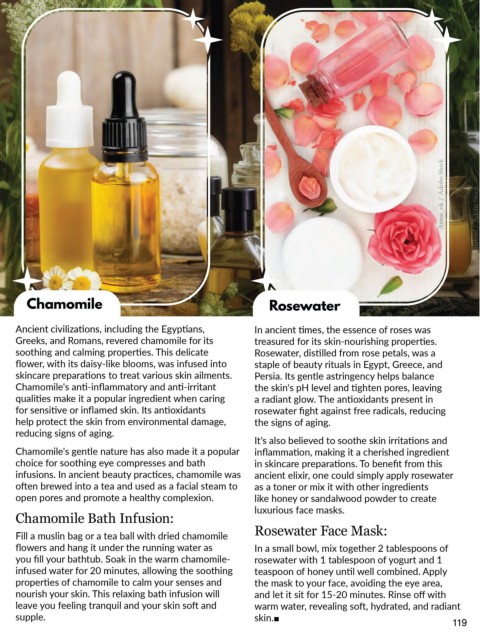 Chamomile
Ancient civilizations, including the Egyptians,
Greeks, and Romans, revered chamomile for its
soothing and calming properties. This delicate
flower, with its daisy-like blooms, was infused into
skincare preparations to treat various skin ailments.
Chamomile's anti-inflammatory and anti-irritant
qualities make it a popular ingredient when caring
for sensitive or inflamed skin. Its antioxidants
help protect the skin from environmental damage,
reducing signs of aging.
Chamomile's gentle nature has also made it a popular
choice for soothing eye compresses and bath
infusions. In ancient beauty practices, chamomile was
often brewed into a tea and used as a facial steam to
open pores and promote a healthy complexion.
Chamomile Bath Infusion:
Fill a muslin bag or a tea ball with dried chamomile
flowers and hang it under the running water as
you fill your bathtub. Soak in the warm chamomile-
infused water for 20 minutes, allowing the soothing
properties of chamomile to calm your senses and
nourish your skin. This relaxing bath infusion will
leave you feeling tranquil and your skin soft and
supple.
Rosewater
In ancient times, the essence of roses was
treasured for its skin-nourishing properties.
Rosewater, distilled from rose petals, was a
staple of beauty rituals in Egypt, Greece, and
Persia. Its gentle astringency helps balance
the skin's pH level and tighten pores, leaving
a radiant glow. The antioxidants present in
rosewater fight against free radicals, reducing
the signs of aging.
It's also believed to soothe skin irritations and
inflammation, making it a cherished ingredient
in skincare preparations. To benefit from this
ancient elixir, one could simply apply rosewater
as a toner or mix it with other ingredients
like honey or sandalwood powder to create
luxurious face masks.
Rosewater Face Mask:
In a small bowl, mix together 2 tablespoons of
rosewater with 1 tablespoon of yogurt and 1
teaspoon of honey until well combined. Apply
the mask to your face, avoiding the eye area,
and let it sit for 15-20 minutes. Rinse off with
warm water, revealing soft, hydrated, and radiant
skin.■
119
/ Adobe Stock